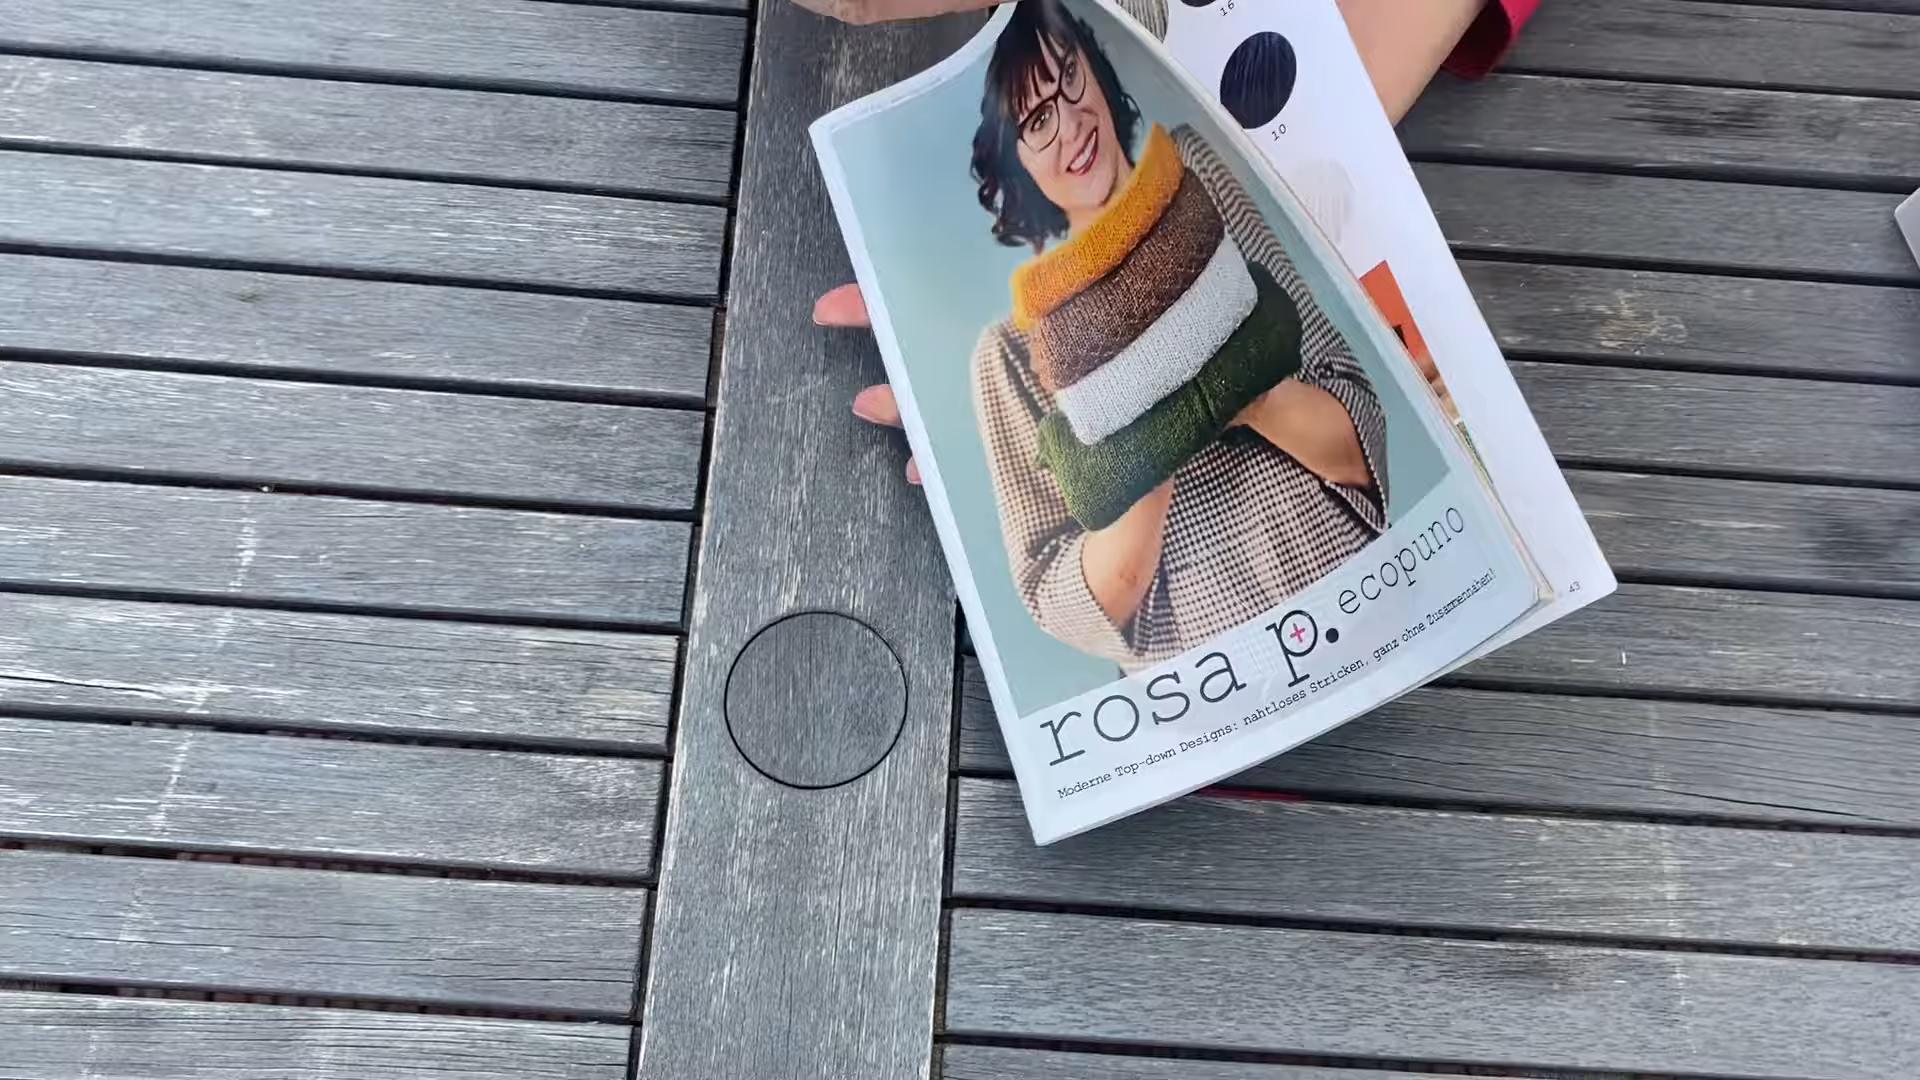 16
10
rosa p. ecopuno
Moderne Top-down Designs: nahtloses Stricken, ganz ohne Zusammennähen!
43